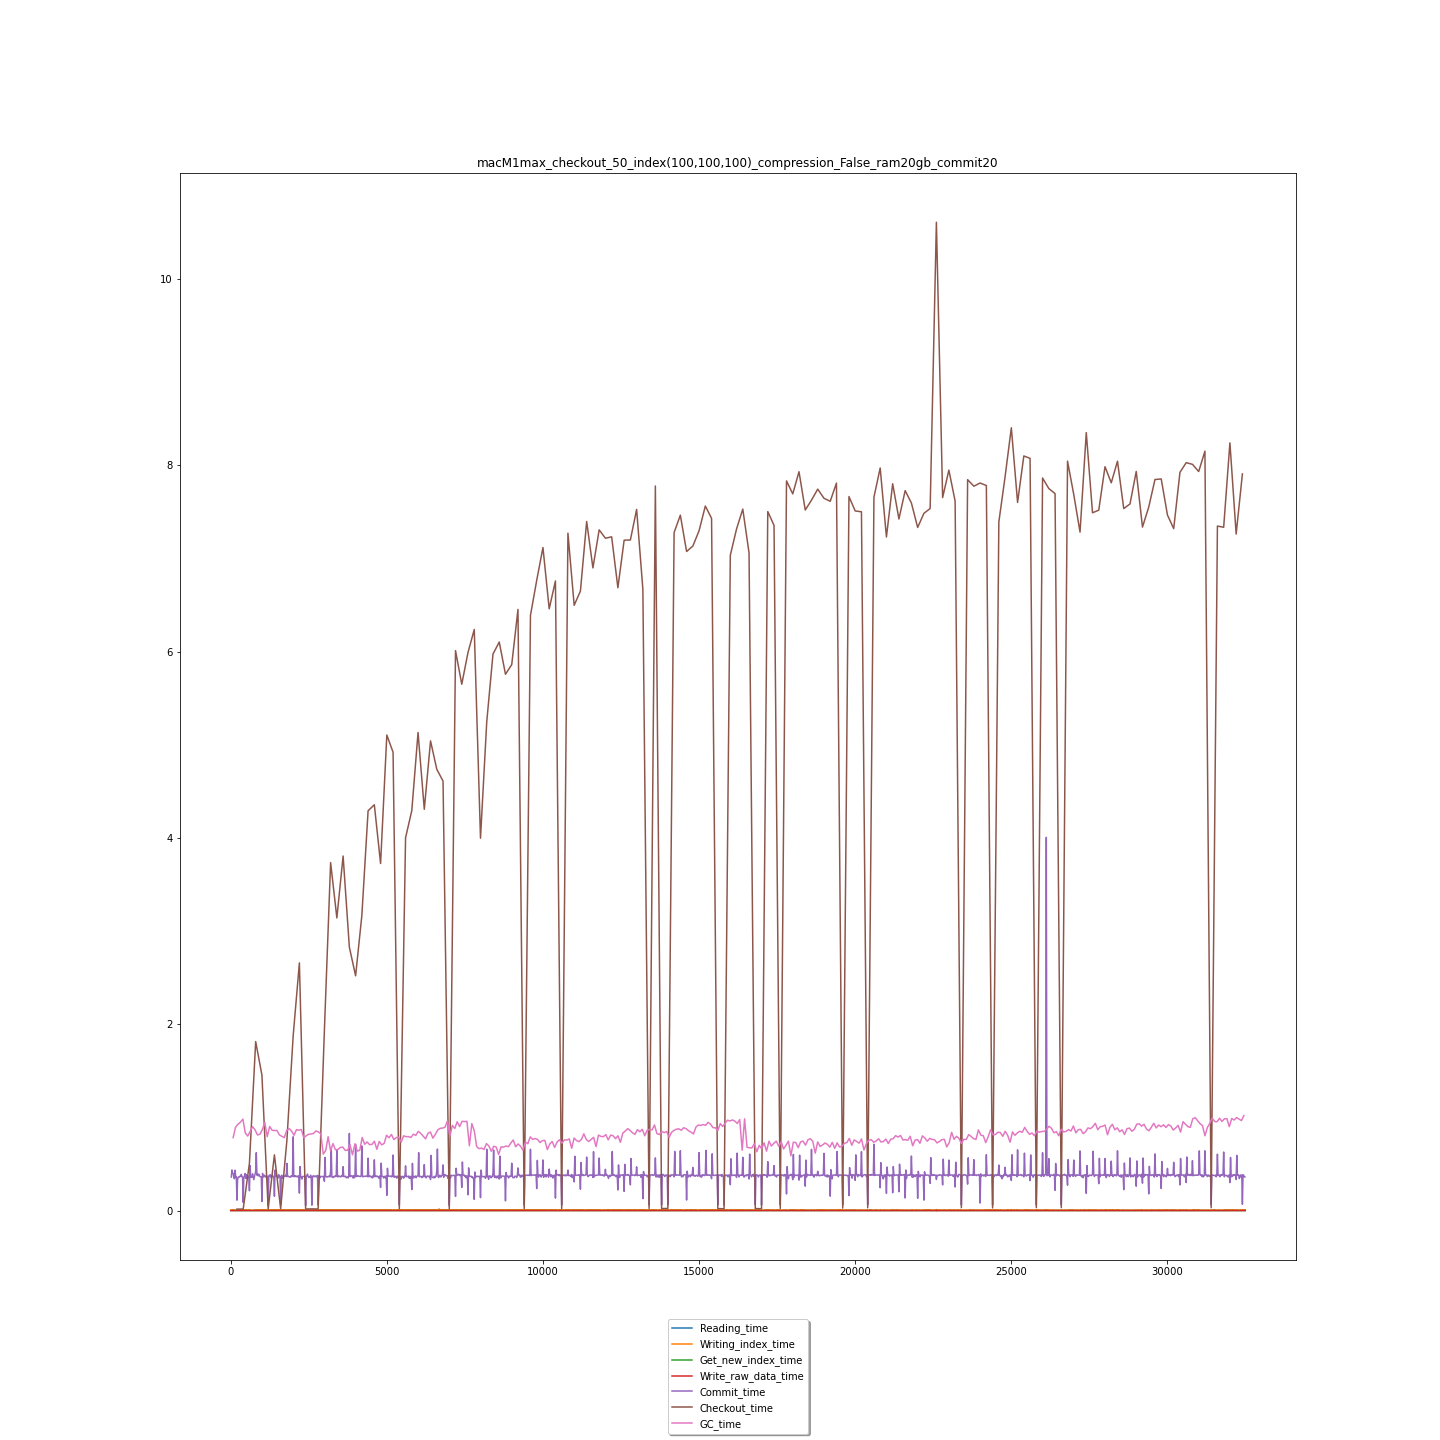 macM1max_checkout_50_index(100,100,100)_compression_False_ram20gb_commit20
10
8
6
4
2
0
0 5000 10000 15000 20000 25000 30000
Reading_time
Writing_index_time
Get_new_index_time
Write_raw_data_time
Commit_time
Checkout_time
GC_time